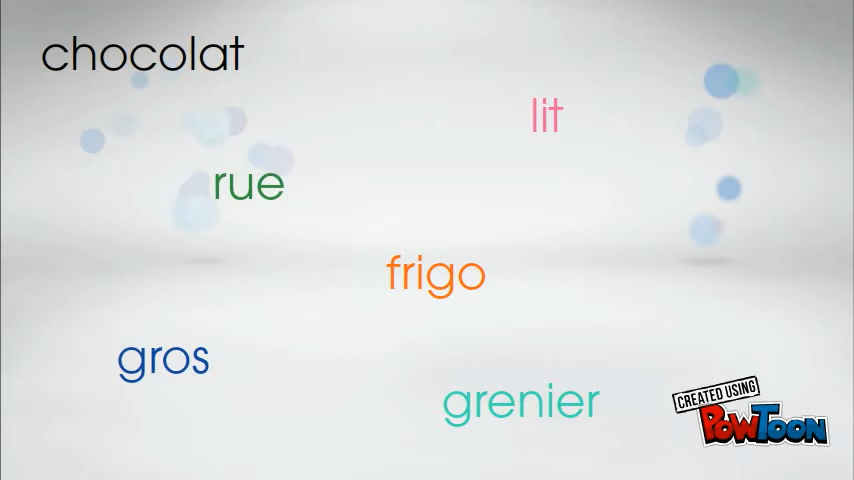 chocolat
lit
rue
frigo
gros
grenier
CREATED USING
POWTOON